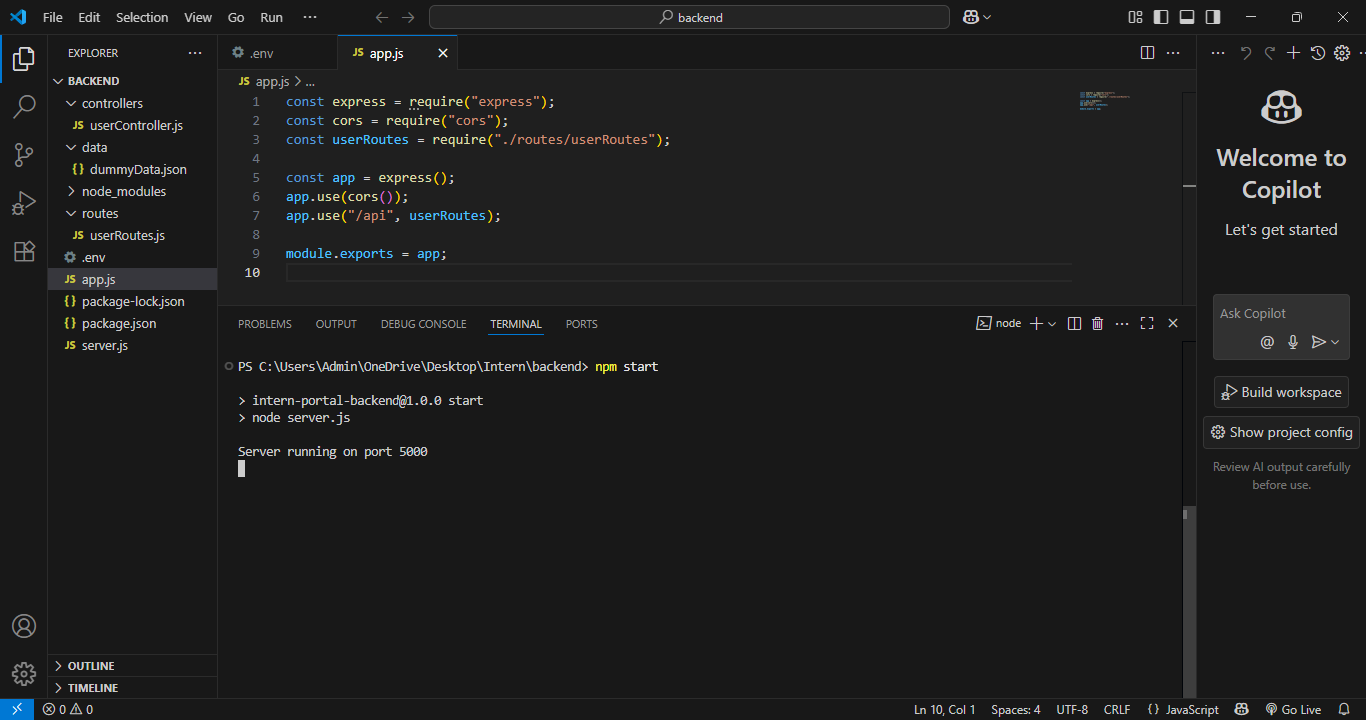 File Edit Selection View Go Run ···
backend
EXPLORER ···
BACKEND
controllers
JS userController.js
data
{} dummyData.json
node_modules
routes
JS userRoutes.js
.env
JS app.js
{} package-lock.json
{} package.json
JS server.js
OUTLINE
TIMELINE
.env
JS app.js
JS app.js > ...
1 const express = require("express");
2 const cors = require("cors");
3 const userRoutes = require("./routes/userRoutes");
4
5 const app = express();
6 app.use(cors());
7 app.use("/api", userRoutes);
8
9 module.exports = app;
10
PROBLEMS OUTPUT DEBUG CONSOLE TERMINAL PORTS
node
PS C:\Users\Admin\OneDrive\Desktop\Intern\backend> npm start
> intern-portal-backend@1.0.0 start
> node server.js
Server running on port 5000
Welcome to
Copilot
Let's get started
Ask Copilot
@
Build workspace
Show project config
Review AI output carefully
before use.
0 0
Ln 10, Col 1 Spaces: 4 UTF-8 CRLF {} JavaScript Go Live